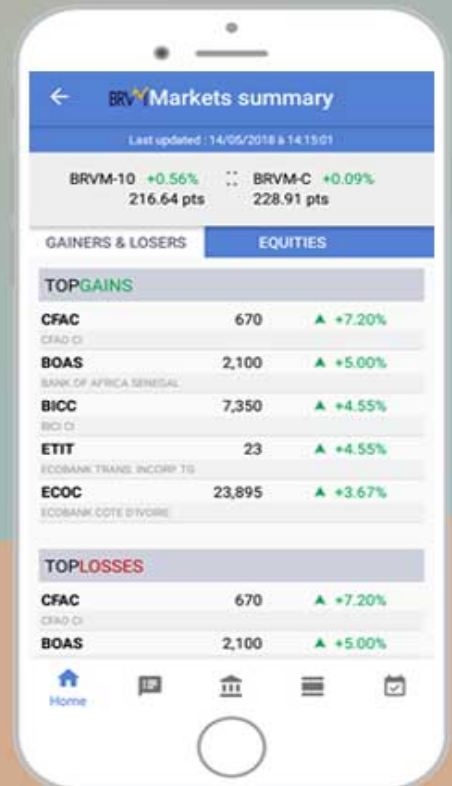 BRVM Markets summary
Last updated : 14/05/2018 à 14:15:01
BRVM-10 +0.56% :: BRVM-C +0.09%
216.64 pts 228.91 pts
GAINERS & LOSERS EQUITIES
TOPGAINS
CFAC 670 ▲ +7.20%
CFAO CI
BOAS 2,100 ▲ +5.00%
BANK OF AFRICA SENEGAL
BICC 7,350 ▲ +4.55%
BICI CI
ETIT 23 ▲ +4.55%
ECOBANK TRANS. INCORP. TG
ECOC 23,895 ▲ +3.67%
ECOBANK COTE D'IVOIRE
TOPLOSSES
CFAC 670 ▲ +7.20%
CFAO CI
BOAS 2,100 ▲ +5.00%
Home